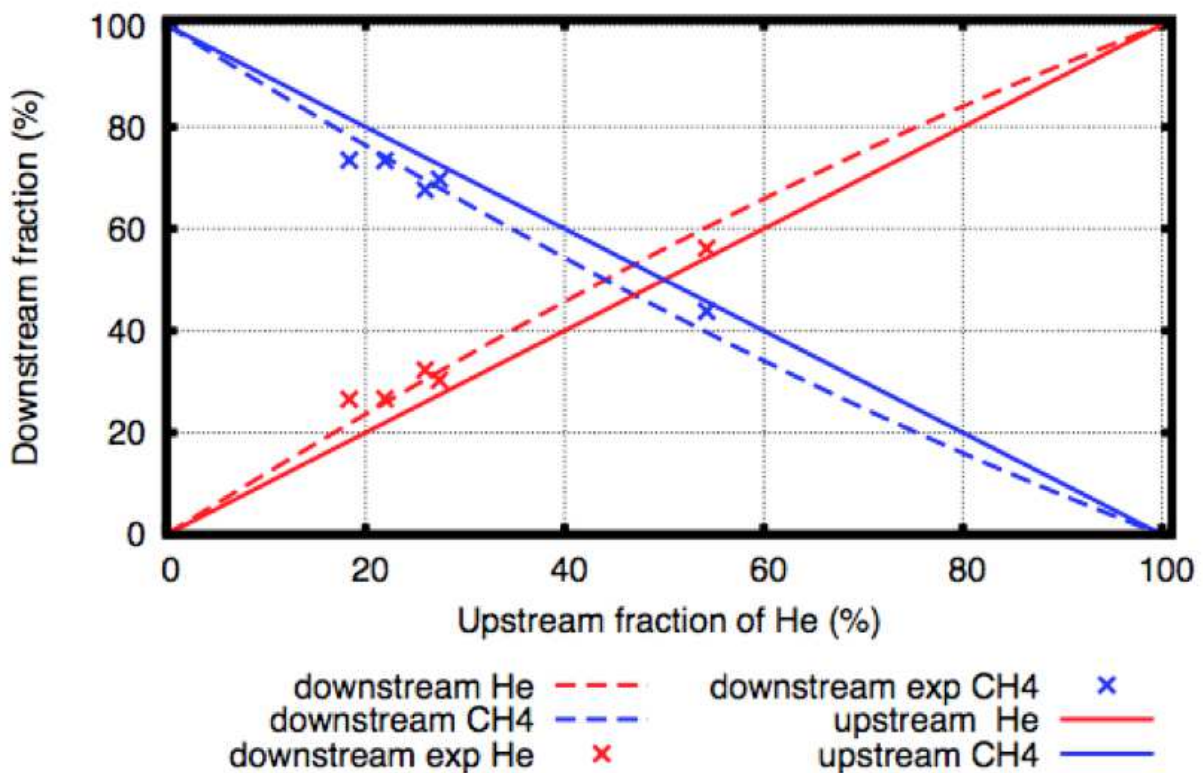 100
80
60
40
20
0
Downstream fraction (%)
0 20 40 60 80 100
Upstream fraction of He (%)
downstream He downstream exp CH4
downstream CH4 upstream He
downstream exp He upstream CH4